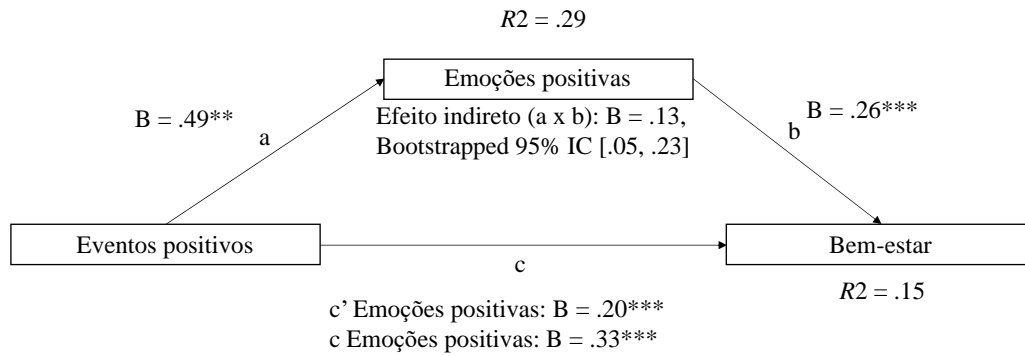 R2 = .29
Emoções positivas
B = .49**
a
Efeito indireto (a x b): B = .13,
Bootstrapped 95% IC [.05, .23]
B = .26***
b
Eventos positivos
Bem-estar
c
R2 = .15
c’ Emoções positivas: B = .20***
c Emoções positivas: B = .33***